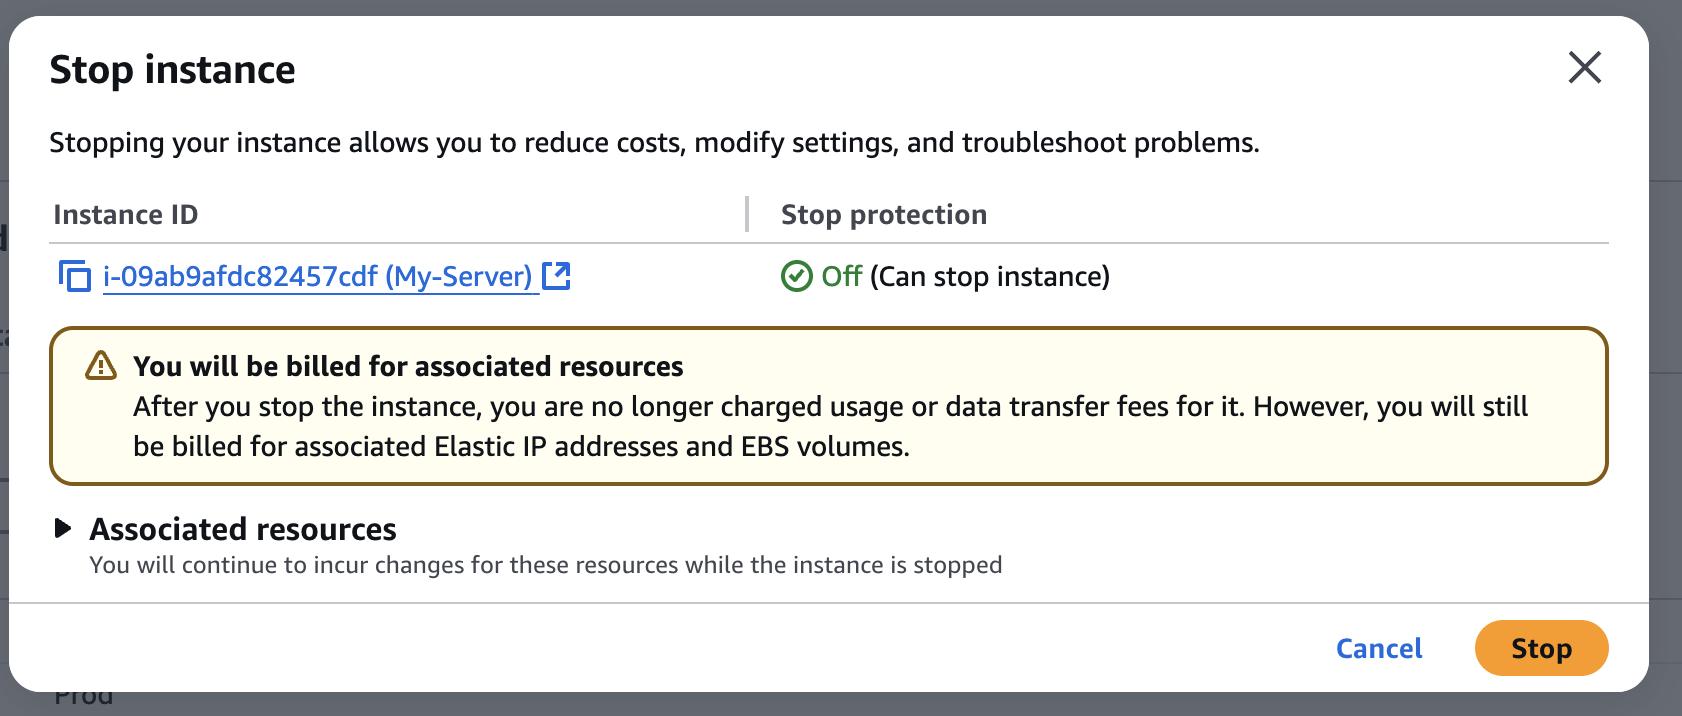 Stop instance
Stopping your instance allows you to reduce costs, modify settings, and troubleshoot problems.
Instance ID
Stop protection
i-09ab9afdc82457cdf (My-Server)
Off (Can stop instance)
You will be billed for associated resources
After you stop the instance, you are no longer charged usage or data transfer fees for it. However, you will still
be billed for associated Elastic IP addresses and EBS volumes.
Associated resources
You will continue to incur changes for these resources while the instance is stopped
Cancel
Stop
Prod